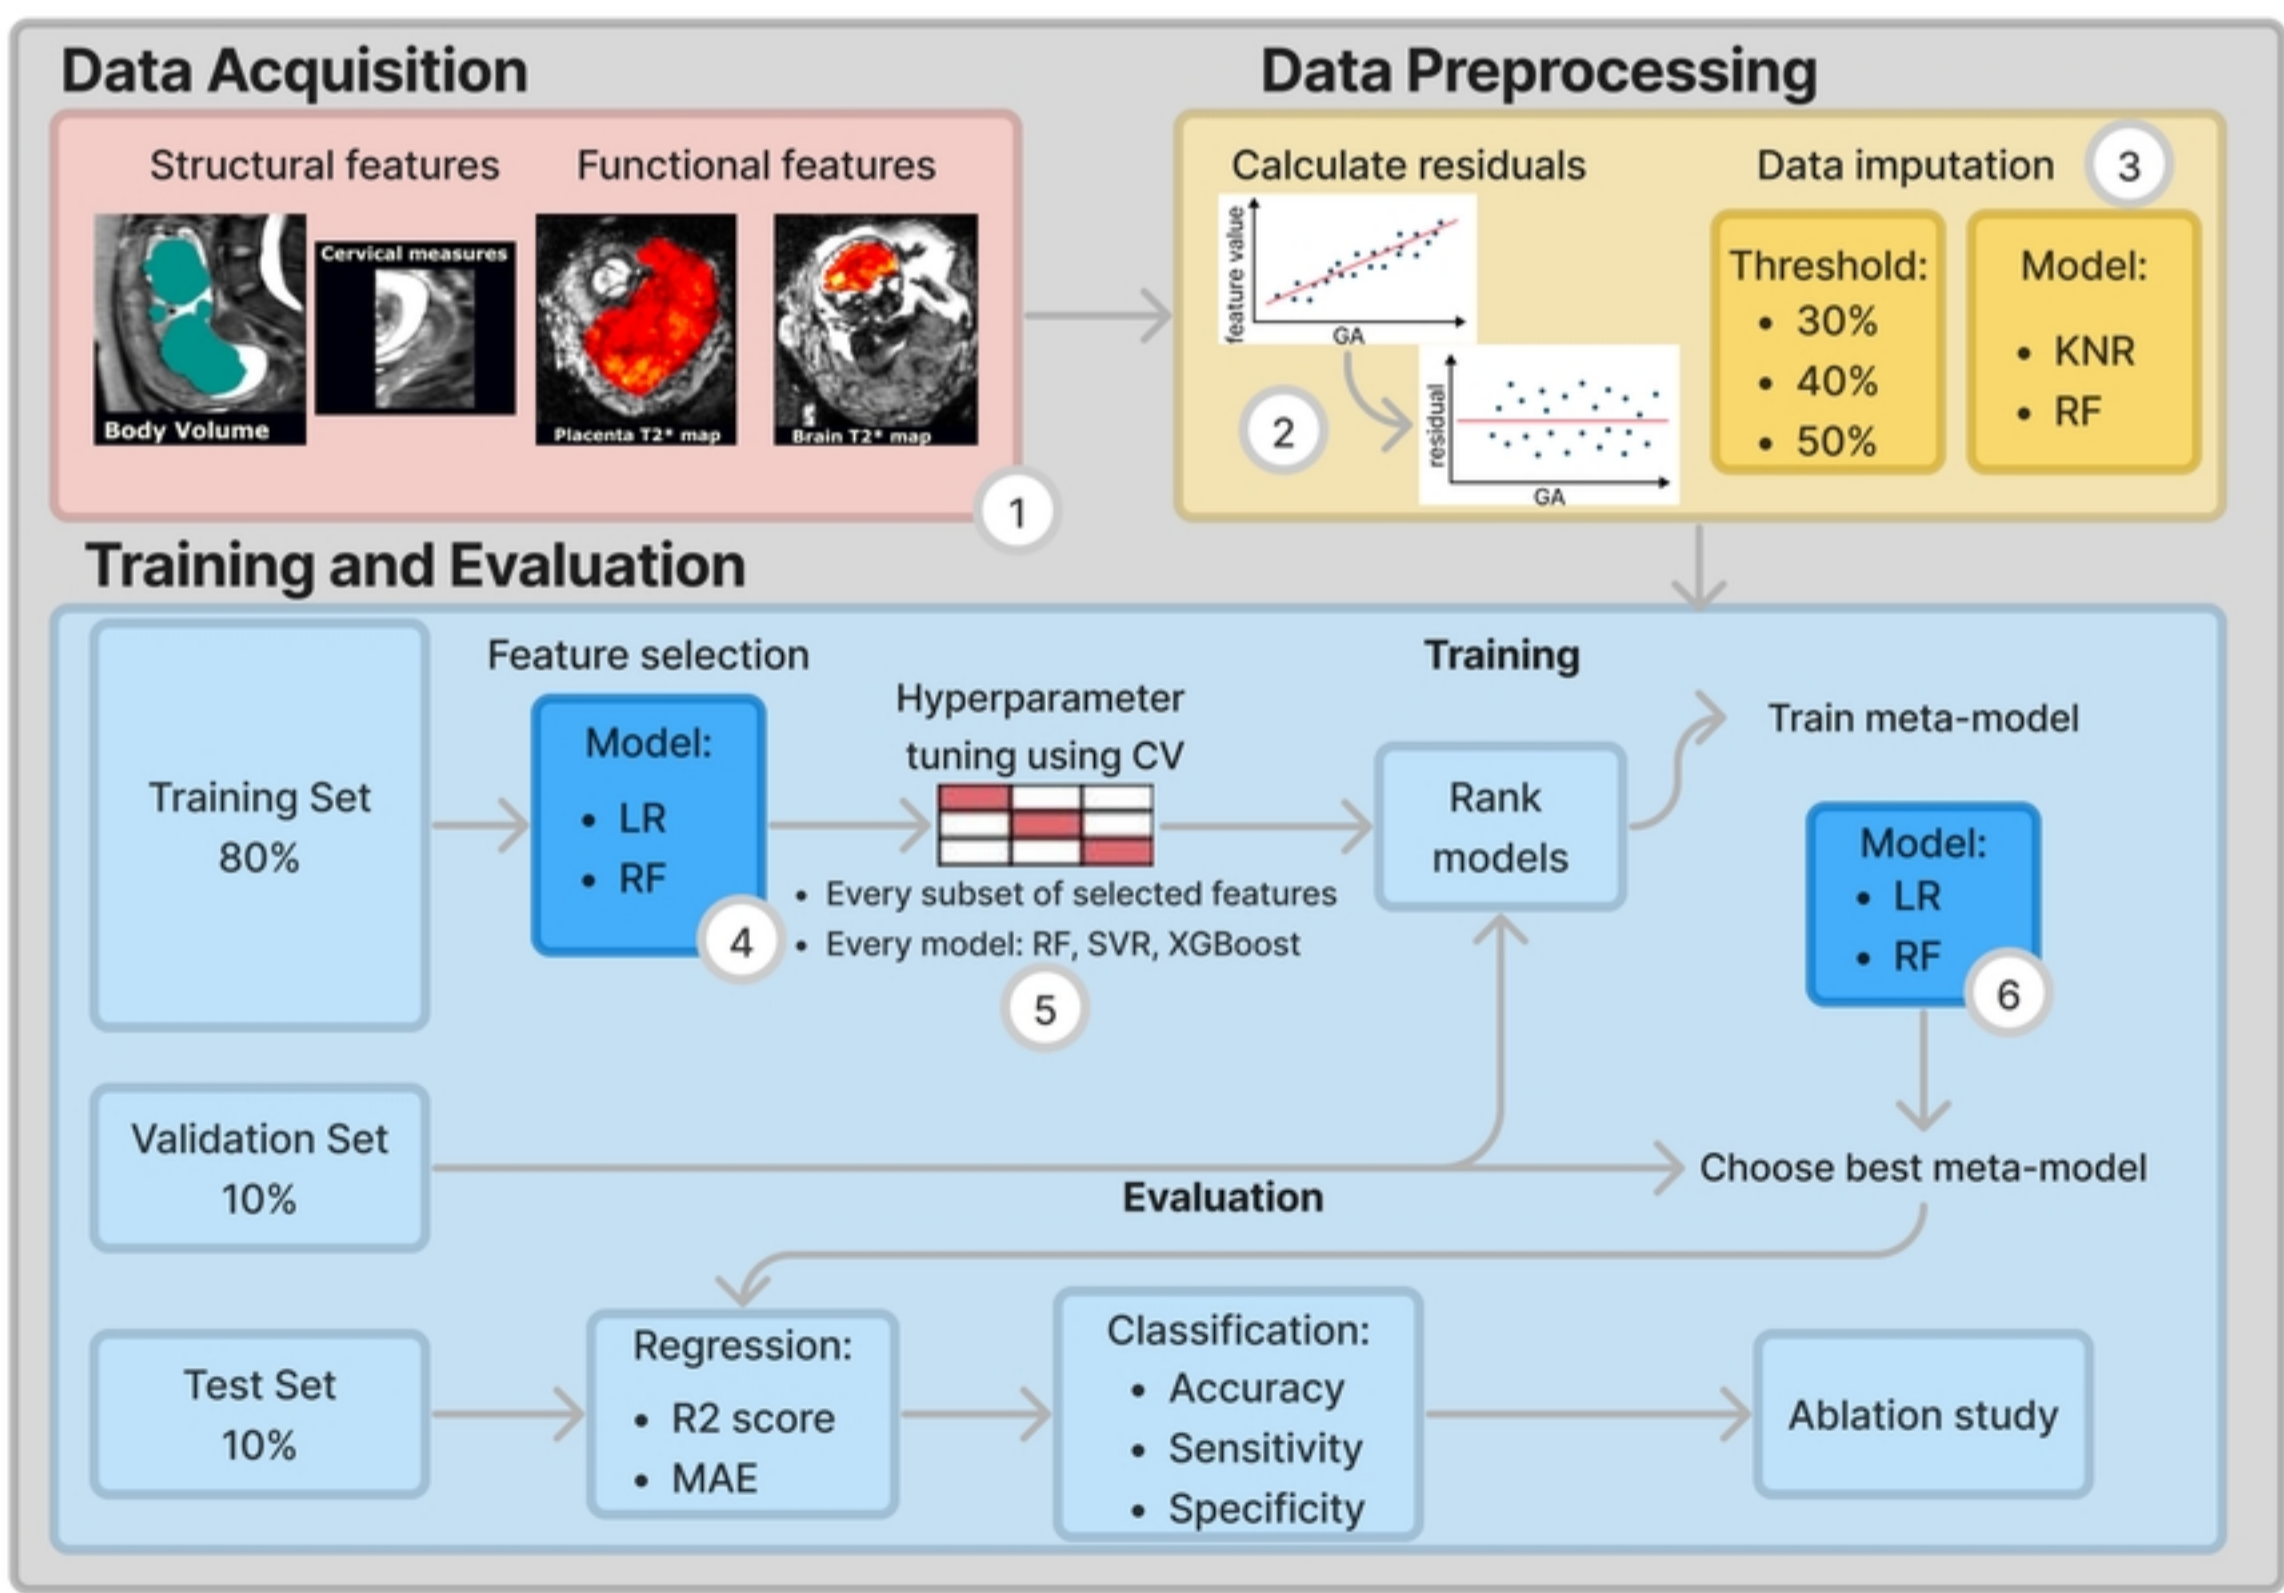 Data Acquisition
Structural features
Functional features
Body Volume
Cervical measures
Placenta T2* map
Brain T2* map
1
Data Preprocessing
Calculate residuals
feature value
GA
2
residual
GA
Data imputation
3
Threshold:
• 30%
• 40%
• 50%
Model:
• KNR
• RF
Training and Evaluation
Training
Training Set
80%
Feature selection
Model:
• LR
• RF
4
Hyperparameter
tuning using CV
• Every subset of selected features
• Every model: RF, SVR, XGBoost
5
Rank
models
Train meta-model
Model:
• LR
• RF
6
Validation Set
10%
Choose best meta-model
Evaluation
Test Set
10%
Regression:
• R2 score
• MAE
Classification:
• Accuracy
• Sensitivity
• Specificity
Ablation study